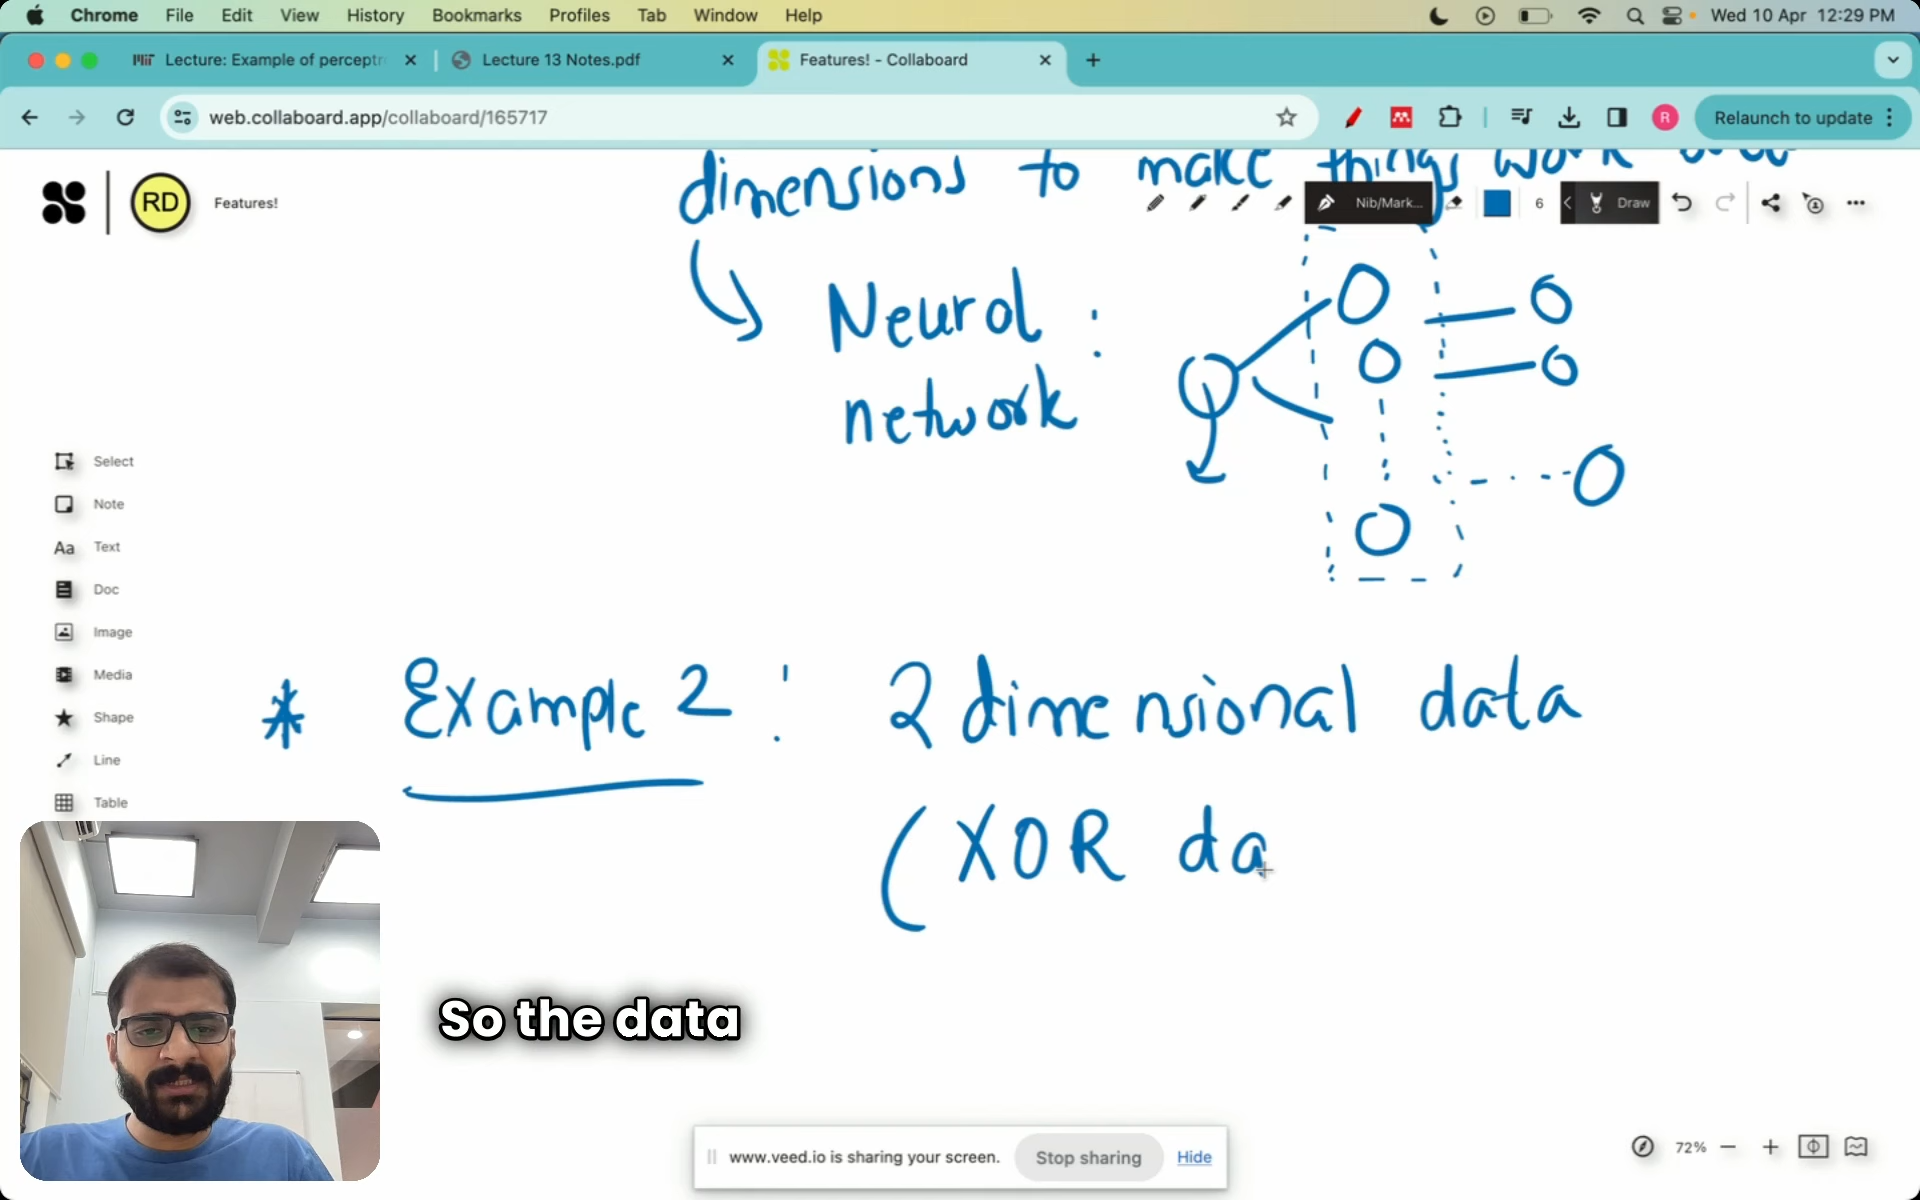 Chrome File Edit View History Bookmarks Profiles Tab Window Help Wed 10 Apr 12:29 PM
MIT Lecture: Example of perceptr Lecture 13 Notes.pdf Features! - Collaboard
web.collaboard.app/collaboard/165717 R Relaunch to update
dimensions to make things work out
RD Features! Nib/Mark... 6 Draw
Neural :
network
Select
Note
Text
Doc
Image
Media
Shape
Line
Table
* Example 2 : 2 dimensional data
(XOR da
So the data
www.veed.io is sharing your screen. Stop sharing Hide
72%